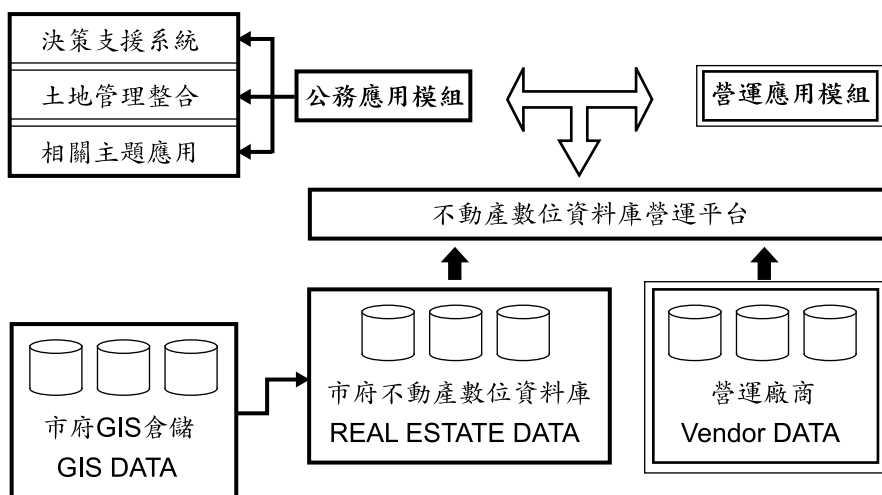 決策支援系統
土地管理整合
相關主題應用
公務應用模組
營運應用模組
不動產數位資料庫營運平台
市府GIS倉儲
GIS DATA
市府不動產數位資料庫
REAL ESTATE DATA
營運廠商
Vendor DATA